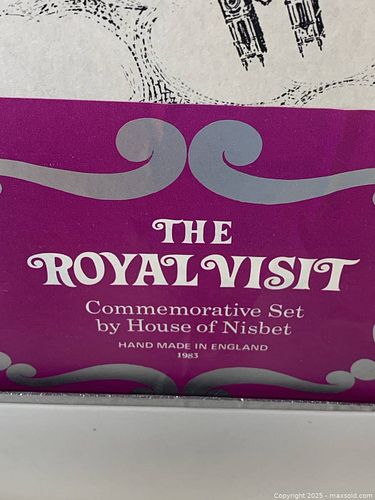 THE
ROYAL VISIT
Commemorative Set
by House of Nisbet
HAND MADE IN ENGLAND
1983
Copyright 2025 - maxsold.com